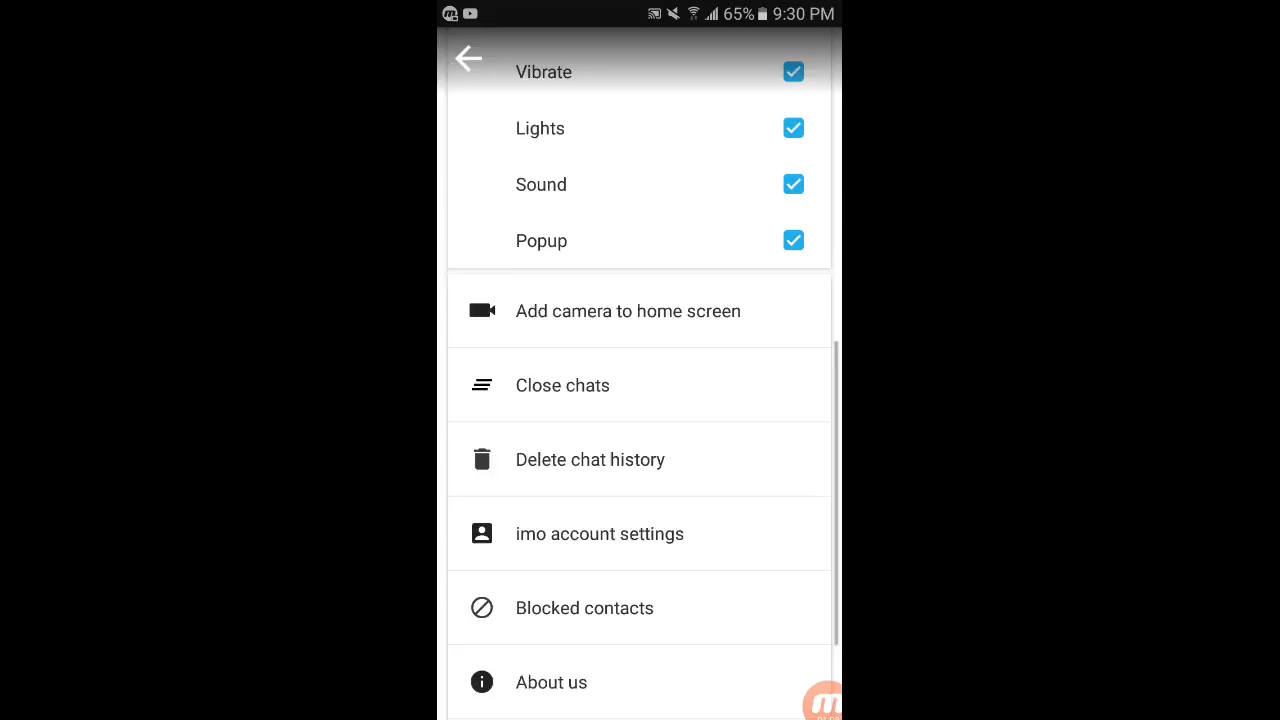 65% 9:30 PM
Vibrate
Lights
Sound
Popup
Add camera to home screen
Close chats
Delete chat history
imo account settings
Blocked contacts
About us